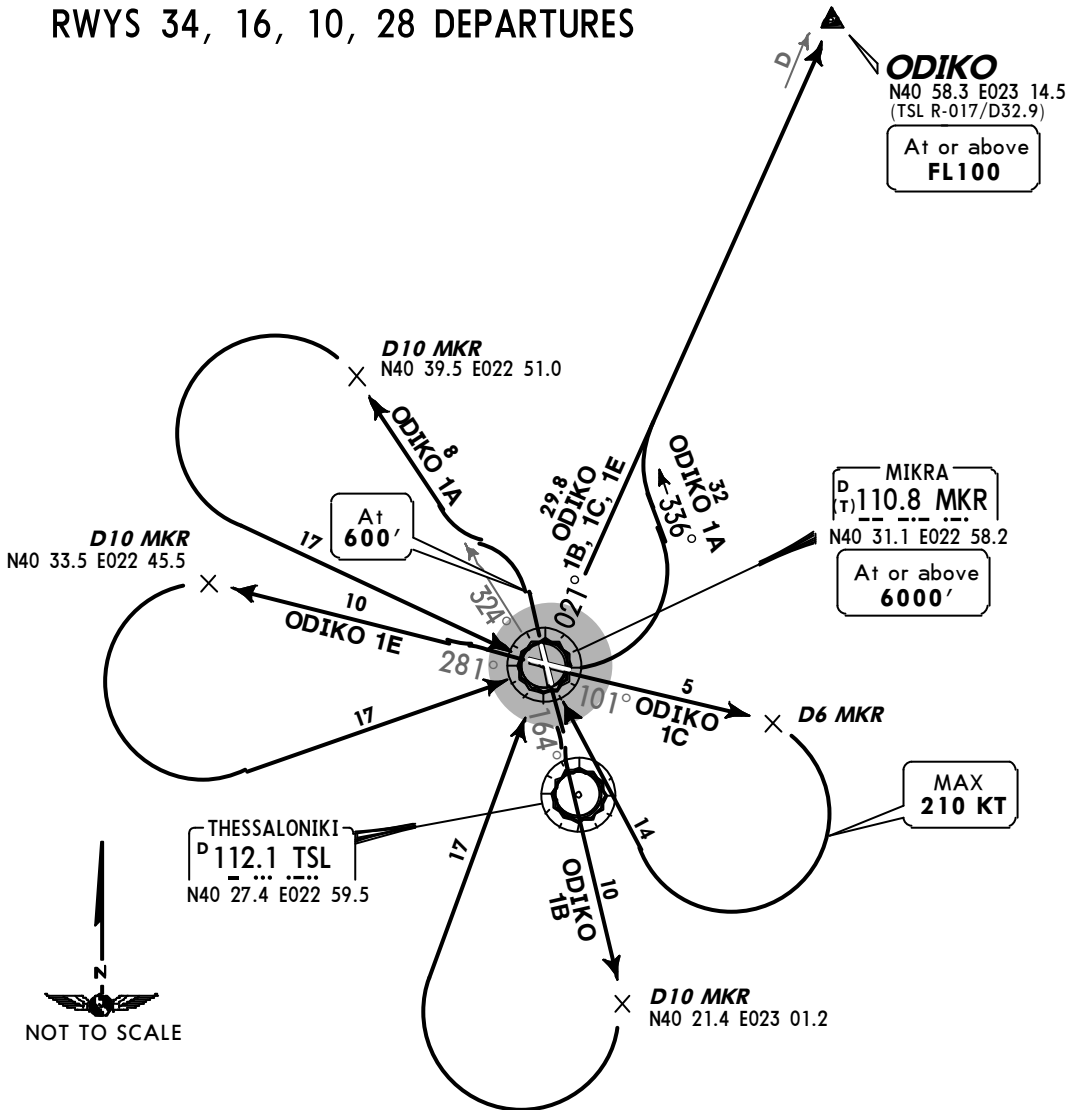 RWYS 34, 16, 10, 28 DEPARTURES
D
ODIKO
N40 58.3 E023 14.5
(TSL R-017/D32.9)
At or above
FL100
D10 MKR
N40 39.5 E022 51.0
8
ODIKO 1A
At
600'
324°
17
29.8
ODIKO
1B, 1C, 1E
021°
32
ODIKO 1A
336°
MIKRA
D
(T) 110.8 MKR
N40 31.1 E022 58.2
At or above
6000'
D10 MKR
N40 33.5 E022 45.5
10
ODIKO 1E
281°
17
101°
5
ODIKO
1C
D6 MKR
164°
MAX
210 KT
14
THESSALONIKI
D 112.1 TSL
N40 27.4 E022 59.5
17
10
ODIKO
1B
D10 MKR
N40 21.4 E023 01.2
N
NOT TO SCALE